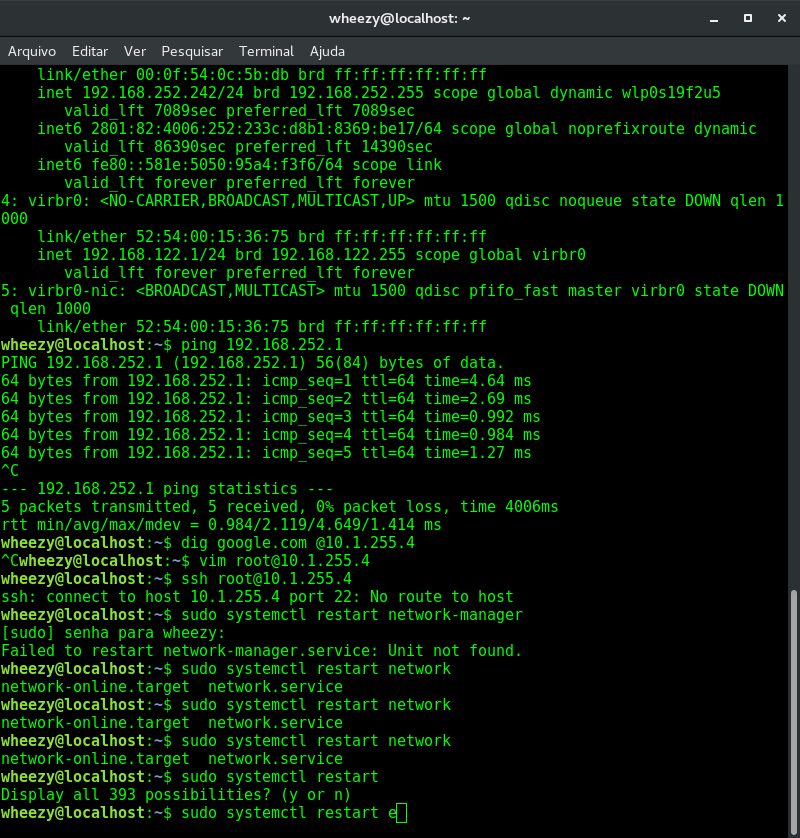 wheezy@localhost: ~
Arquivo Editar Ver Pesquisar Terminal Ajuda
    link/ether 00:0f:54:0c:5b:db brd ff:ff:ff:ff:ff:ff
    inet 192.168.252.242/24 brd 192.168.252.255 scope global dynamic wlp0s19f2u5
       valid_lft 7089sec preferred_lft 7089sec
    inet6 2801:82:4006:252:233c:d8b1:8369:be17/64 scope global noprefixroute dynamic
       valid_lft 86390sec preferred_lft 14390sec
    inet6 fe80::581e:5050:95a4:f3f6/64 scope link
       valid_lft forever preferred_lft forever
4: virbr0: <NO-CARRIER,BROADCAST,MULTICAST,UP> mtu 1500 qdisc noqueue state DOWN qlen 1
000
    link/ether 52:54:00:15:36:75 brd ff:ff:ff:ff:ff:ff
    inet 192.168.122.1/24 brd 192.168.122.255 scope global virbr0
       valid_lft forever preferred_lft forever
5: virbr0-nic: <BROADCAST,MULTICAST> mtu 1500 qdisc pfifo_fast master virbr0 state DOWN
 qlen 1000
    link/ether 52:54:00:15:36:75 brd ff:ff:ff:ff:ff:ff
wheezy@localhost:~$ ping 192.168.252.1
PING 192.168.252.1 (192.168.252.1) 56(84) bytes of data.
64 bytes from 192.168.252.1: icmp_seq=1 ttl=64 time=4.64 ms
64 bytes from 192.168.252.1: icmp_seq=2 ttl=64 time=2.69 ms
64 bytes from 192.168.252.1: icmp_seq=3 ttl=64 time=0.992 ms
64 bytes from 192.168.252.1: icmp_seq=4 ttl=64 time=0.984 ms
64 bytes from 192.168.252.1: icmp_seq=5 ttl=64 time=1.27 ms
^C
--- 192.168.252.1 ping statistics ---
5 packets transmitted, 5 received, 0% packet loss, time 4006ms
rtt min/avg/max/mdev = 0.984/2.119/4.649/1.414 ms
wheezy@localhost:~$ dig google.com @10.1.255.4
^Cwheezy@localhost:~$ vim root@10.1.255.4
wheezy@localhost:~$ ssh root@10.1.255.4
ssh: connect to host 10.1.255.4 port 22: No route to host
wheezy@localhost:~$ sudo systemctl restart network-manager
[sudo] senha para wheezy:
Failed to restart network-manager.service: Unit not found.
wheezy@localhost:~$ sudo systemctl restart network
network-online.target  network.service
wheezy@localhost:~$ sudo systemctl restart network
network-online.target  network.service
wheezy@localhost:~$ sudo systemctl restart network
network-online.target  network.service
wheezy@localhost:~$ sudo systemctl restart
Display all 393 possibilities? (y or n)
wheezy@localhost:~$ sudo systemctl restart e